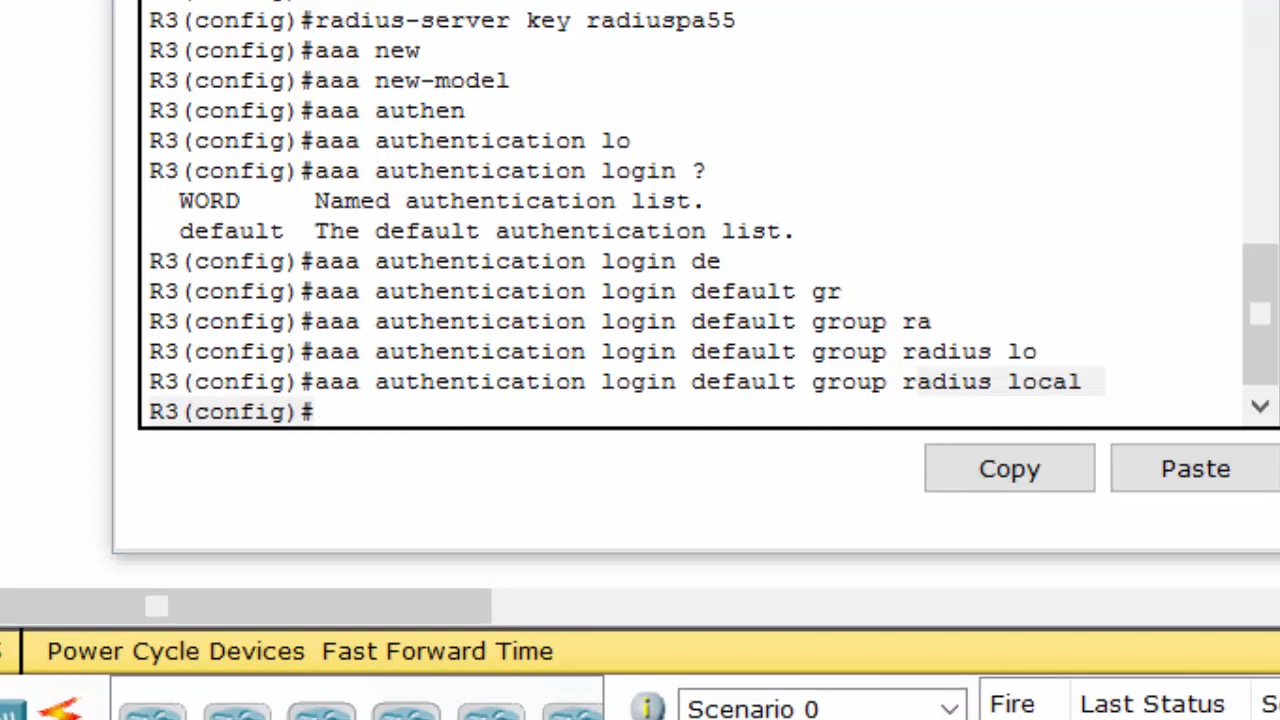 R3(config)#radius-server key radiuspa55
R3(config)#aaa new
R3(config)#aaa new-model
R3(config)#aaa authen
R3(config)#aaa authentication lo
R3(config)#aaa authentication login ?
WORD Named authentication list.
default The default authentication list.
R3(config)#aaa authentication login de
R3(config)#aaa authentication login default gr
R3(config)#aaa authentication login default group ra
R3(config)#aaa authentication login default group radius lo
R3(config)#aaa authentication login default group radius local
R3(config)#
Copy Paste
Power Cycle Devices Fast Forward Time
Scenario 0 Fire Last Status